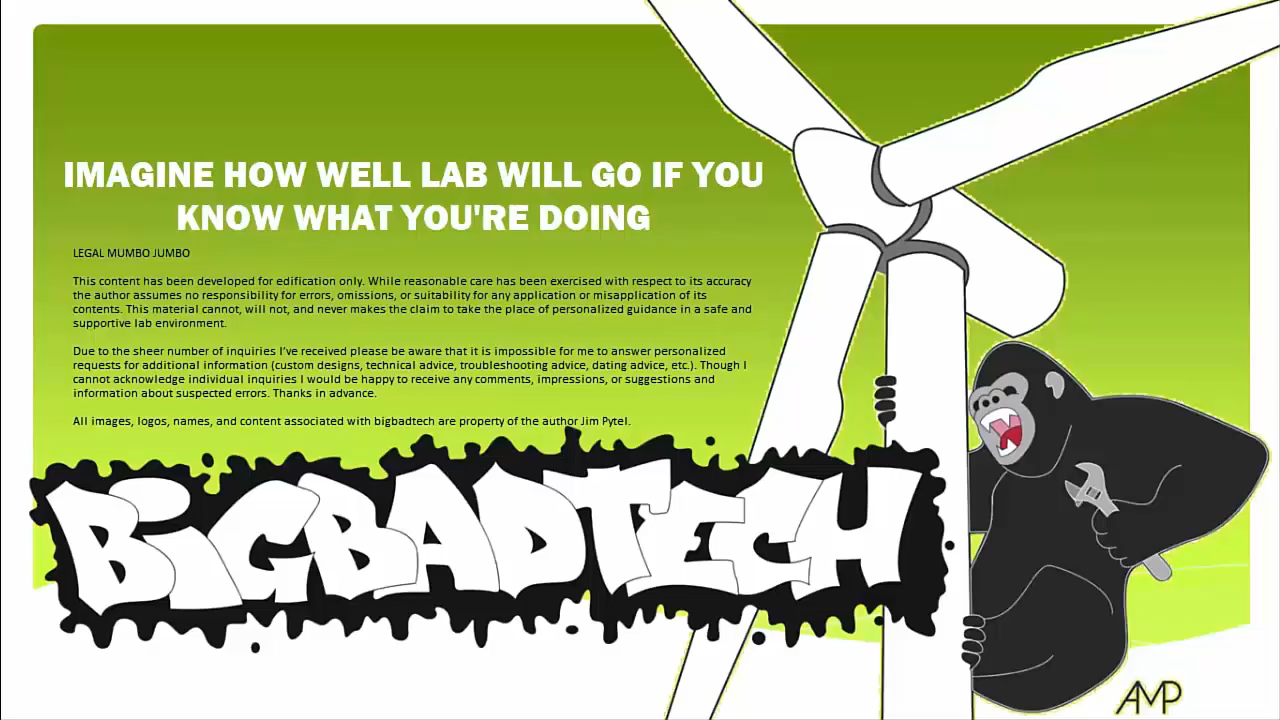 IMAGINE HOW WELL LAB WILL GO IF YOU
KNOW WHAT YOU'RE DOING
LEGAL MUMBO JUMBO
This content has been developed for edification only. While reasonable care has been exercised with respect to its accuracy
the author assumes no responsibility for errors, omissions, or suitability for any application or misapplication of its
contents. This material cannot, will not, and never makes the claim to take the place of personalized guidance in a safe and
supportive lab environment.
Due to the sheer number of inquiries I've received please be aware that it is impossible for me to answer personalized
requests for additional information (custom designs, technical advice, troubleshooting advice, dating advice, etc.). Though I
cannot acknowledge individual inquiries I would be happy to receive any comments, impressions, or suggestions and
information about suspected errors. Thanks in advance.
All images, logos, names, and content associated with bigbadtech are property of the author Jim Pytel.
BiGBADTECH
AMP